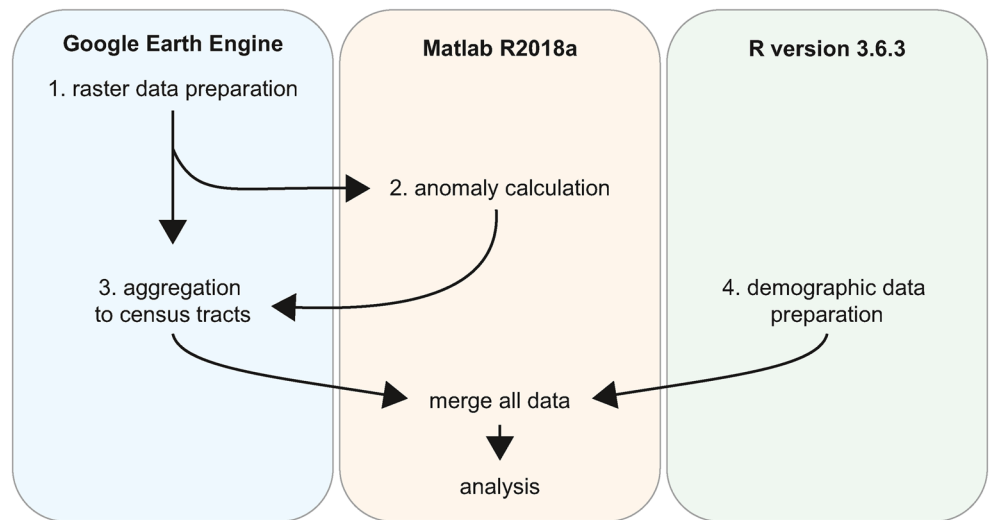 Google Earth Engine
1. raster data preparation
Matlab R2018a
2. anomaly calculation
R version 3.6.3
3. aggregation
to census tracts
4. demographic data
preparation
merge all data
analysis